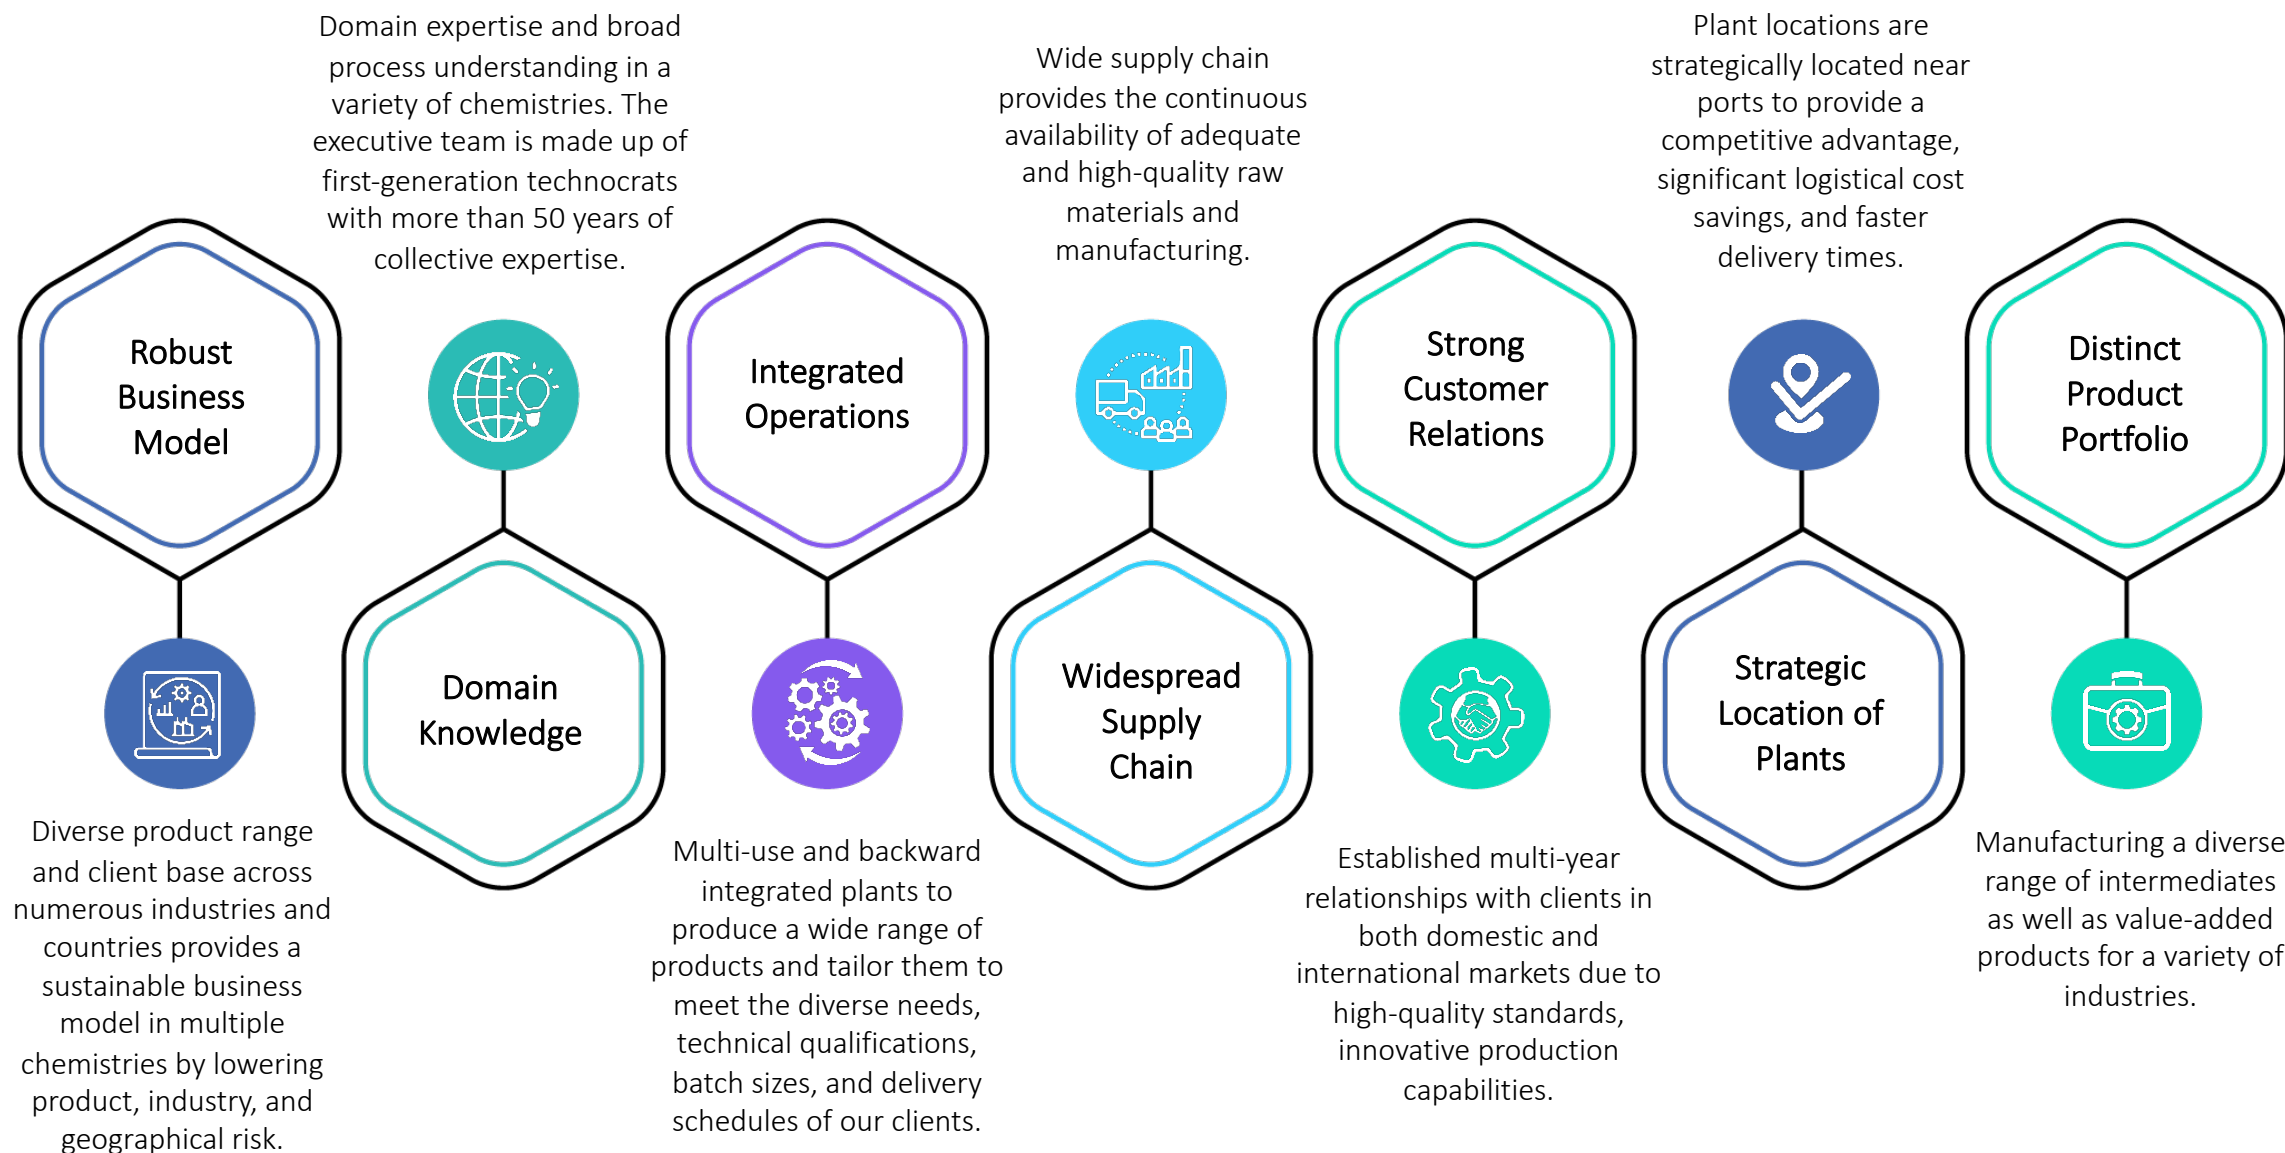 Robust
Business
Model
Diverse product range
and client base across
numerous industries and
countries provides a
sustainable business
model in multiple
chemistries by lowering
product, industry, and
geographical risk.
Domain expertise and broad
process understanding in a
variety of chemistries. The
executive team is made up of
first-generation technocrats
with more than 50 years of
collective expertise.
Domain
Knowledge
Integrated
Operations
Multi-use and backward
integrated plants to
produce a wide range of
products and tailor them to
meet the diverse needs,
technical qualifications,
batch sizes, and delivery
schedules of our clients.
Wide supply chain
provides the continuous
availability of adequate
and high-quality raw
materials and
manufacturing.
Widespread
Supply
Chain
Strong
Customer
Relations
Established multi-year
relationships with clients in
both domestic and
international markets due to
high-quality standards,
innovative production
capabilities.
Plant locations are
strategically located near
ports to provide a
competitive advantage,
significant logistical cost
savings, and faster
delivery times.
Strategic
Location of
Plants
Distinct
Product
Portfolio
Manufacturing a diverse
range of intermediates
as well as value-added
products for a variety of
industries.